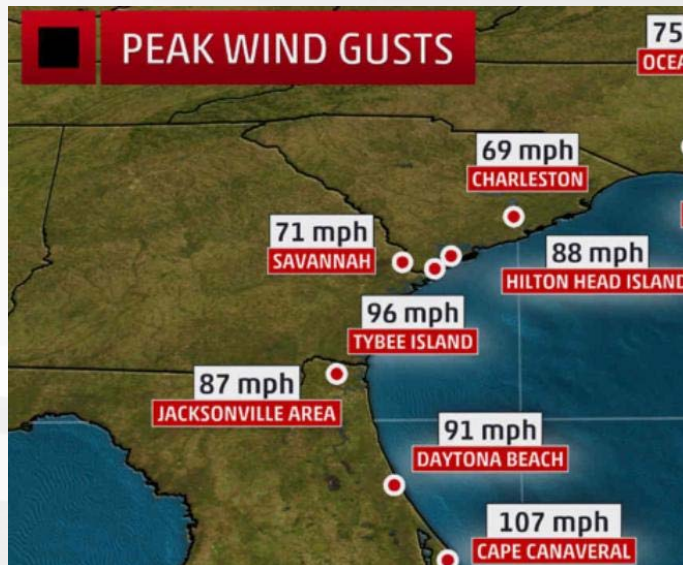 PEAK WIND GUSTS
75
69 mph
CHARLESTON
71 mph
SAVANNAH
88 mph
HILTON HEAD ISLAND
96 mph
TYBEE ISLAND
87 mph
JACKSONVILLE AREA
91 mph
DAYTONA BEACH
107 mph
CAPE CANAVERAL